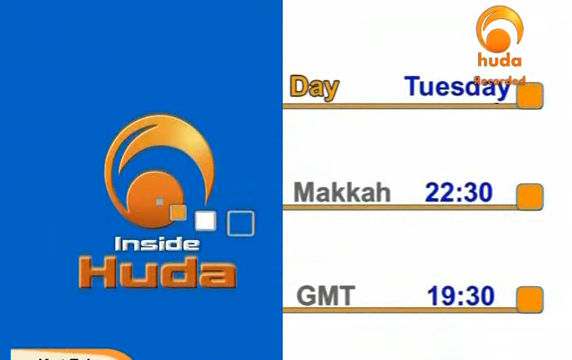 huda
Recorded
Day Tuesday
Makkah 22:30
Inside
Huda
GMT 19:30